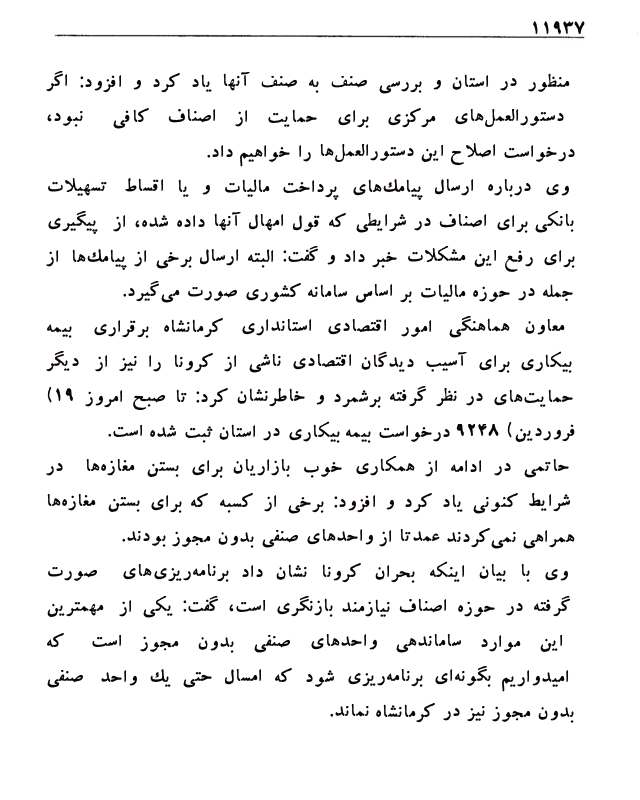 ۱۱۹۳۷
منظور در استان و بررسی صنف به صنف آنها یاد کرد و افزود: اگر
دستورالعمل‌های مرکزی برای حمایت از اصناف کافی نبود،
درخواست اصلاح این دستورالعمل‌ها را خواهیم داد.
وی درباره ارسال پیامك‌های پرداخت مالیات و یا اقساط تسهیلات
بانکی برای اصناف در شرایطی که قول امهال آنها داده شده، از پیگیری
برای رفع این مشکلات خبر داد و گفت: البته ارسال برخی از پیامك‌ها از
جمله در حوزه مالیات بر اساس سامانه کشوری صورت می‌گیرد.
معاون هماهنگی امور اقتصادی استانداری کرمانشاه برقراری بیمه
بیکاری برای آسیب دیدگان اقتصادی ناشی از کرونا را نیز از دیگر
حمایت‌های در نظر گرفته برشمرد و خاطرنشان کرد: تا صبح امروز ۱۹)
فروردین) ۹۲۴۸ درخواست بیمه بیکاری در استان ثبت شده است.
حاتمی در ادامه از همکاری خوب بازاریان برای بستن مغازه‌ها در
شرایط کنونی یاد کرد و افزود: برخی از کسبه که برای بستن مغازه‌ها
همراهی نمی‌کردند عمدتا از واحدهای صنفی بدون مجوز بودند.
وی با بیان اینکه بحران کرونا نشان داد برنامه‌ریزی‌های صورت
گرفته در حوزه اصناف نیازمند بازنگری است، گفت: یکی از مهمترین
این موارد ساماندهی واحدهای صنفی بدون مجوز است که
امیدواریم بگونه‌ای برنامه‌ریزی شود که امسال حتی یك واحد صنفی
بدون مجوز نیز در کرمانشاه نماند.